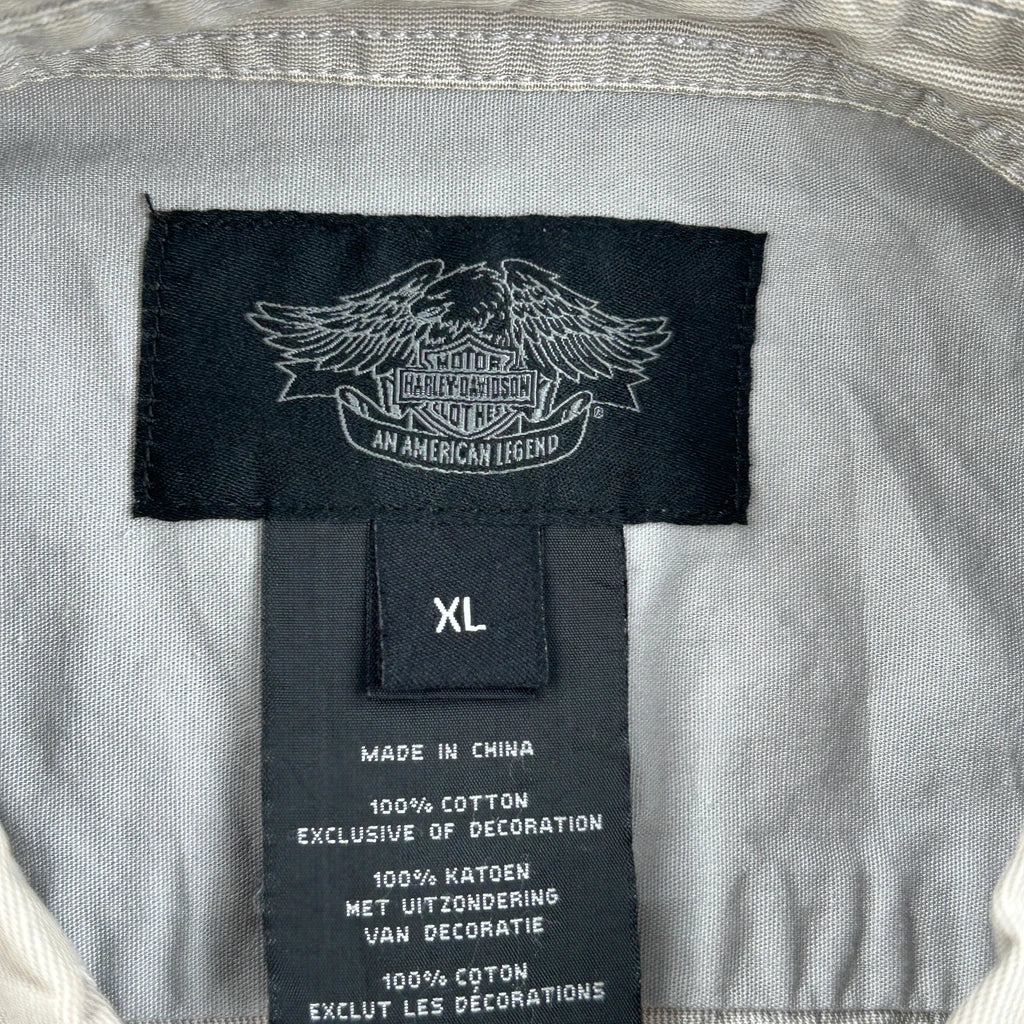 MOTOR
HARLEY-DAVIDSON
CLOTHES
®
AN AMERICAN LEGEND
XL
MADE IN CHINA
100% COTTON
EXCLUSIVE OF DECORATION
100% KATOEN
MET UITZONDERING
VAN DECORATIE
100% COTON
EXCLUT LES DÉCORATIONS